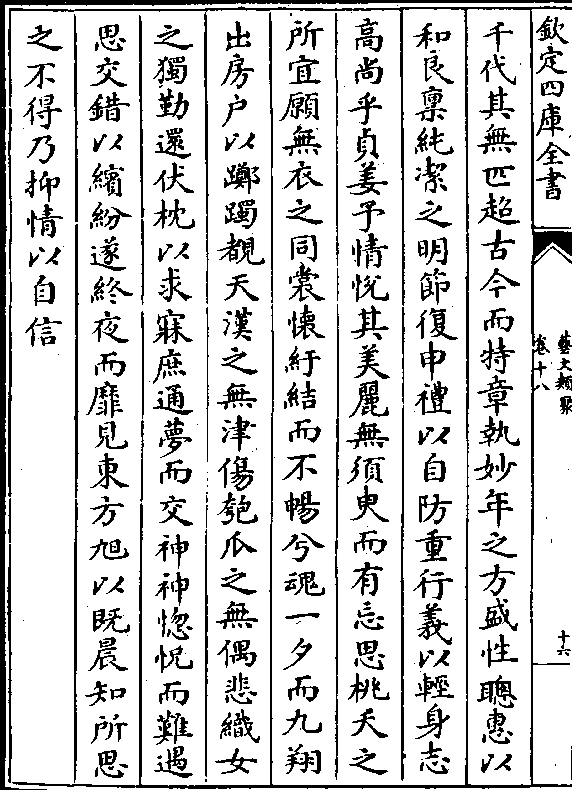 欽定四庫全書
藝文類聚
卷十八
十六
千代其無匹超古今而特章執妙年之方盛性聰惠以
和良稟純潔之明節復申禮以自防重行義以輕身志
高尚乎貞姜予情悅其美麗無須臾而有忘思桃夭之
所宜願無衣之同裳懐紆結而不暢兮魂一夕而九翔
出房户以躑躅覩天漢之無津傷匏瓜之無偶悲織女
之獨勤還伏枕以求寐庶通夢而交神神惚怳而難遇
思交錯以繽紛遂終夜而靡見東方旭以既晨知所思
之不得乃抑情以自信